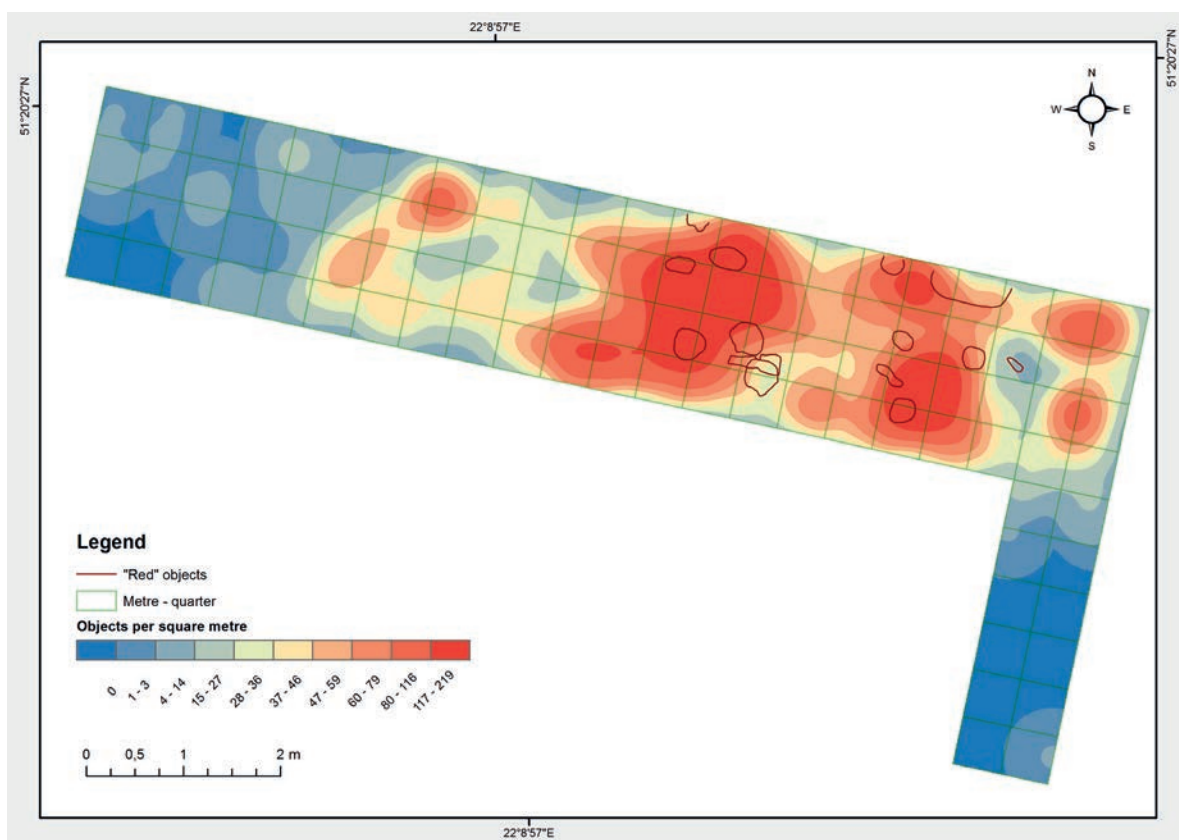 22°8'57"E
51°20'27"N
51°20'27"N
N
W E
S
Legend
"Red" objects
Metre - quarter
Objects per square metre
0 1 - 3 4 - 14 15 - 27 28 - 36 37 - 46 47 - 59 60 - 79 80 - 116 117 - 219
0 0,5 1 2 m
22°8'57"E